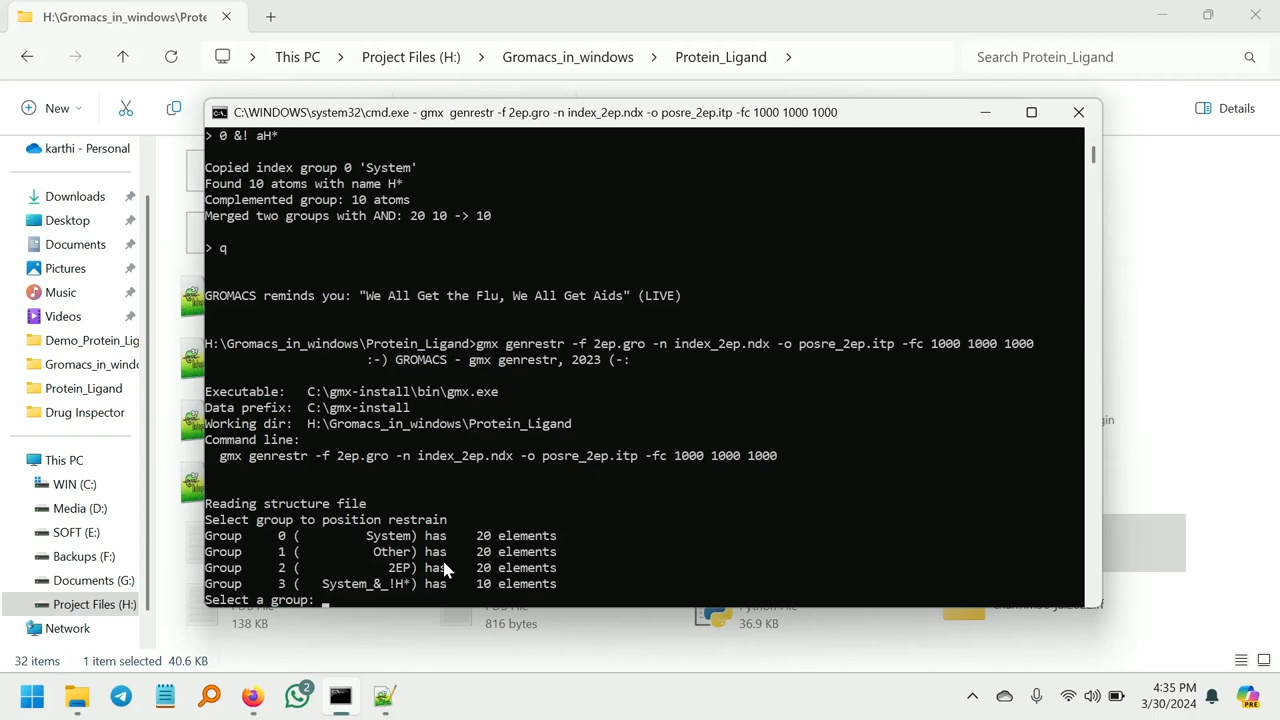 H:\Gromacs_in_windows\Prote
This PC
Project Files (H:)
Gromacs_in_windows
Protein_Ligand
Search Protein_Ligand
New
Details
C:\WINDOWS\system32\cmd.exe - gmx genrestr -f 2ep.gro -n index_2ep.ndx -o posre_2ep.itp -fc 1000 1000 1000
> 0 &! aH*
Copied index group 0 'System'
Found 10 atoms with name H*
Complemented group: 10 atoms
Merged two groups with AND: 20 10 -> 10
> q
GROMACS reminds you: "We All Get the Flu, We All Get Aids" (LIVE)
H:\Gromacs_in_windows\Protein_Ligand>gmx genrestr -f 2ep.gro -n index_2ep.ndx -o posre_2ep.itp -fc 1000 1000 1000
:-) GROMACS - gmx genrestr, 2023 (-:
Executable: C:\gmx-install\bin\gmx.exe
Data prefix: C:\gmx-install
Working dir: H:\Gromacs_in_windows\Protein_Ligand
Command line:
gmx genrestr -f 2ep.gro -n index_2ep.ndx -o posre_2ep.itp -fc 1000 1000 1000
Reading structure file
Select group to position restrain
Group 0 ( System) has 20 elements
Group 1 ( Other) has 20 elements
Group 2 ( 2EP) has 20 elements
Group 3 ( System_&_!H*) has 10 elements
Select a group:
karthi - Personal
Downloads
Desktop
Documents
Pictures
Music
Videos
Demo_Protein_Lig
Gromacs_in_windo
Protein_Ligand
Drug Inspector
This PC
WIN (C:)
Media (D:)
SOFT (E:)
Backups (F:)
Documents (G:)
Project Files (H:)
Network
138 KB
816 bytes
36.9 KB
32 items
1 item selected 40.6 KB
2
4:35 PM
3/30/2024
PRE